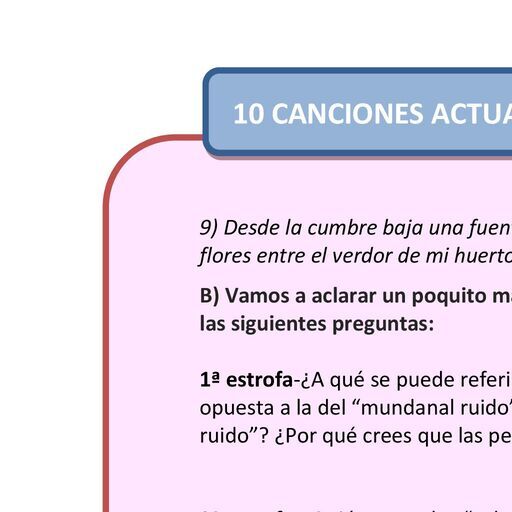 10 CANCIONES ACTUA
9) Desde la cumbre baja una fuen
flores entre el verdor de mi huerto
B) Vamos a aclarar un poquito m
las siguientes preguntas:
1ª estrofa-¿A qué se puede referi
opuesta a la del “mundanal ruido”
ruido”? ¿Por qué crees que las pe